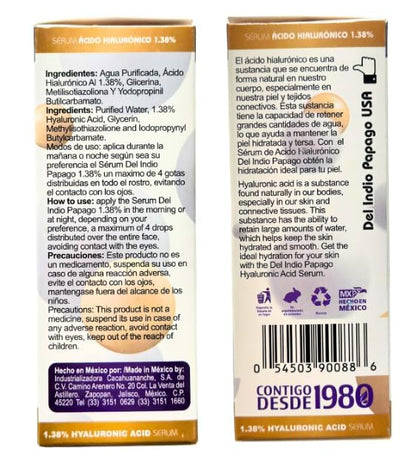 SÉRUM ÁCIDO HIALURÓNICO 1.38%
Ingredientes: Agua Purificada, Ácido
Hialurónico Al 1.38%, Glicerina,
Metilisotiazoliona Y Yodopropinil
Butilcarbamato.
Ingredients: Purified Water, 1.38%
Hyaluronic Acid, Glycerin,
Methylisothiazolione and Iodopropynyl
Butylcarbamate.
Modos de uso: aplica durante la
mañana o noche según sea su
preferencia el Sérum Del Indio
Papago 1.38% un maximo de 4 gotas
distribuidas en todo el rostro, evitando
el contacto con los ojos.
How to use: apply the Serum Del
Indio Papago 1.38% in the morning or
at night, depending on your
preference, a maximum of 4 drops
distributed over the entire face,
avoiding contact with the eyes.
Precauciones: Este producto no es
un medicamento, suspenda su uso en
caso de alguna reacción adversa,
evite el contacto con los ojos,
mantengase fuera del alcance de los
niños.
Precautions: This product is not a
medicine, suspend its use in case of
any adverse reaction, avoid contact
with eyes, keep out of the reach of
children.
Hecho en México por: /Made in México by:
Industrializadora Cacahuananche, S.A. de
C.V. Camino Arenero No. 20 Col. La Venta del
Astillero. Zapopan, Jalisco, México. C.P.
45220 Tel (33) 3151 0629 (33) 3151 1660
1.38% HYALURONIC ACID SERUM
SÉRUM ÁCIDO HIALURÓNICO 1.38%
El ácido hialurónico es una
sustancia que se encuentra de
forma natural en nuestro
cuerpo, especialmente en
nuestra piel y tejidos
conectivos. Esta sustancia
tiene la capacidad de retener
grandes cantidades de agua,
lo que ayuda a mantener la
piel hidratada y tersa. Con el
Sérum de Acido Hialurónico
Del Indio Papago obtén la
hidratación ideal para tu piel.
Hyaluronic acid is a substance
found naturally in our bodies,
especially in our skin and
connective tissues. This
substance has the ability to
retain large amounts of water,
which helps keep the skin
hydrated and smooth. Get the
ideal hydration for your skin
with the Del Indio Papago
Hyaluronic Acid Serum.
Del Indio Papago USA
MX
HECHO EN
MÉXICO
0 54503 90088 6
CONTIGO
DESDE 1980
1.38% HYALURONIC ACID SERUM